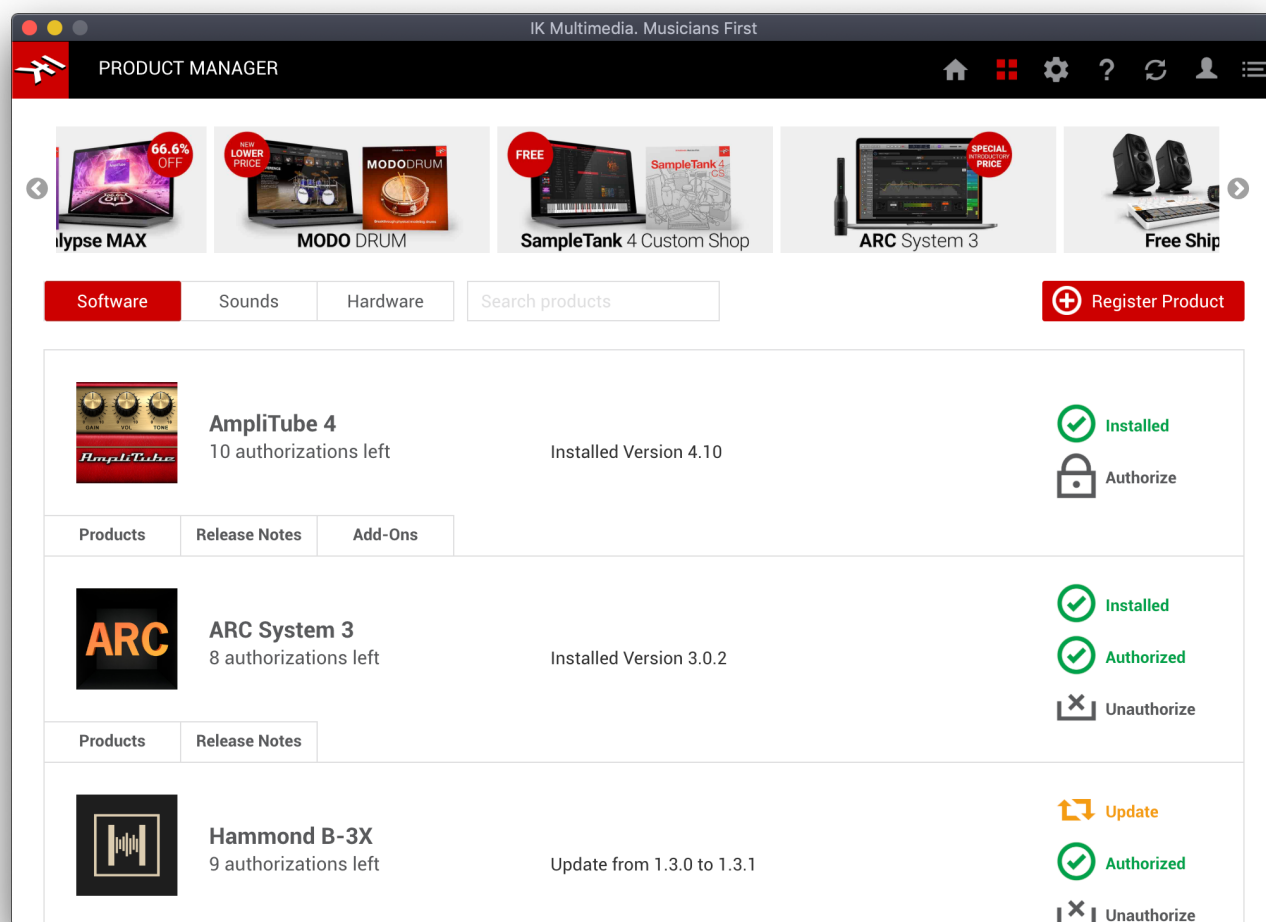 IK Multimedia. Musicians First
PRODUCT MANAGER
66.6%
OFF
lypse MAX
NEW
LOWER
PRICE
MODODRUM
MODO DRUM
FREE
SampleTank 4
CS
SampleTank 4 Custom Shop
SPECIAL
INTRODUCTORY
PRICE
ARC System 3
Free Ship
Software
Sounds
Hardware
Search products
Register Product
GAIN VOL TONE
AmpliTube
AmpliTube 4
10 authorizations left
Installed Version 4.10
Installed
Authorize
Products
Release Notes
Add-Ons
ARC
ARC System 3
8 authorizations left
Installed Version 3.0.2
Installed
Authorized
Unauthorize
Products
Release Notes
Hammond B-3X
9 authorizations left
Update from 1.3.0 to 1.3.1
Update
Authorized
Unauthorize